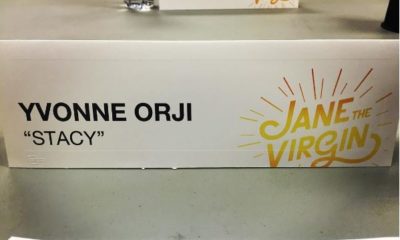 YVONNE ORJI
"STACY"
JANE THE
VIRGIN